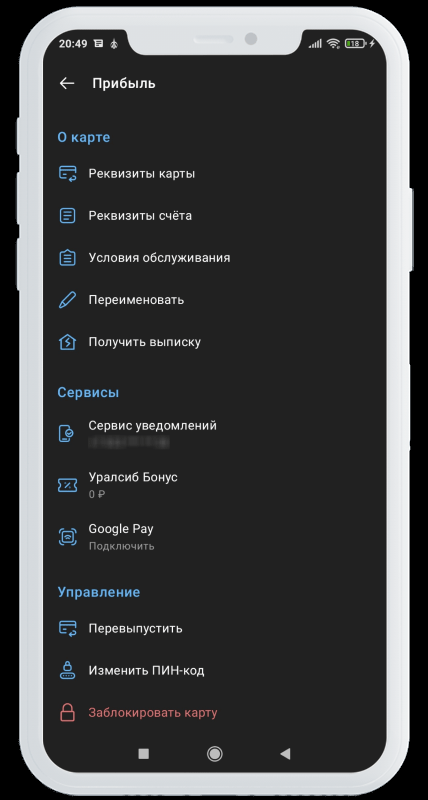 20:49
18
Прибыль
О карте
Реквизиты карты
Реквизиты счёта
Условия обслуживания
Переименовать
Получить выписку
Сервисы
Сервис уведомлений
Уралсиб Бонус
0 ₽
Google Pay
Подключить
Управление
Перевыпустить
Изменить ПИН-код
Заблокировать карту